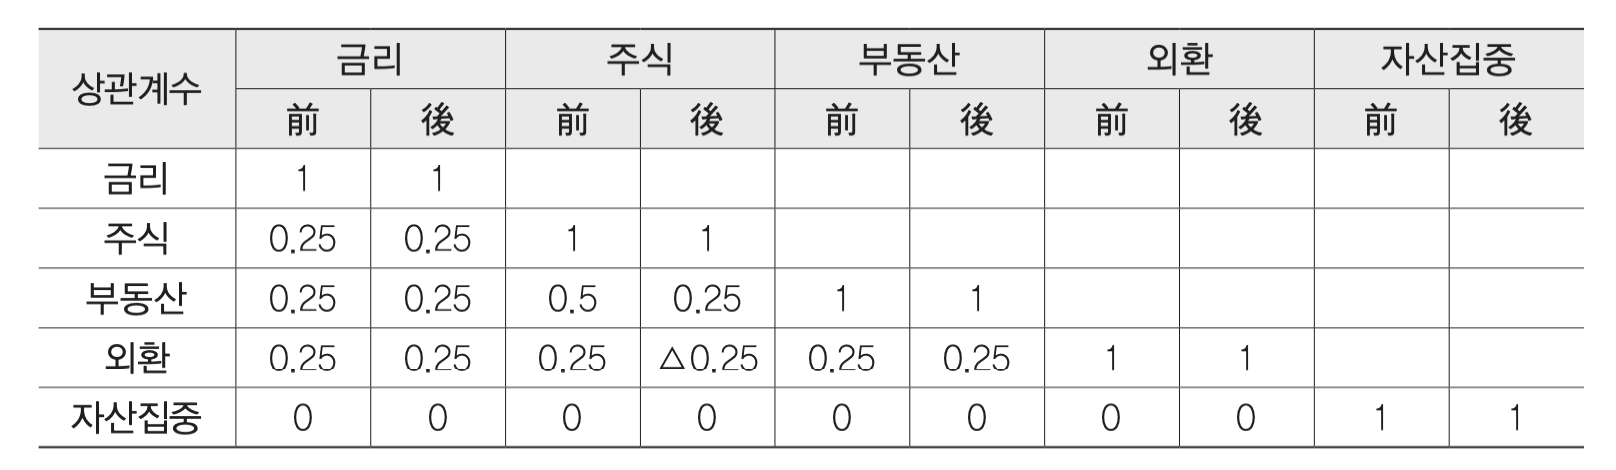 상관계수 금리 주식 부동산 외환 자산집중
前 後 前 後 前 後 前 後 前 後
금리 1 1
주식 0.25 0.25 1 1
부동산 0.25 0.25 0.5 0.25 1 1
외환 0.25 0.25 0.25 △0.25 0.25 0.25 1 1
자산집중 0 0 0 0 0 0 0 0 1 1